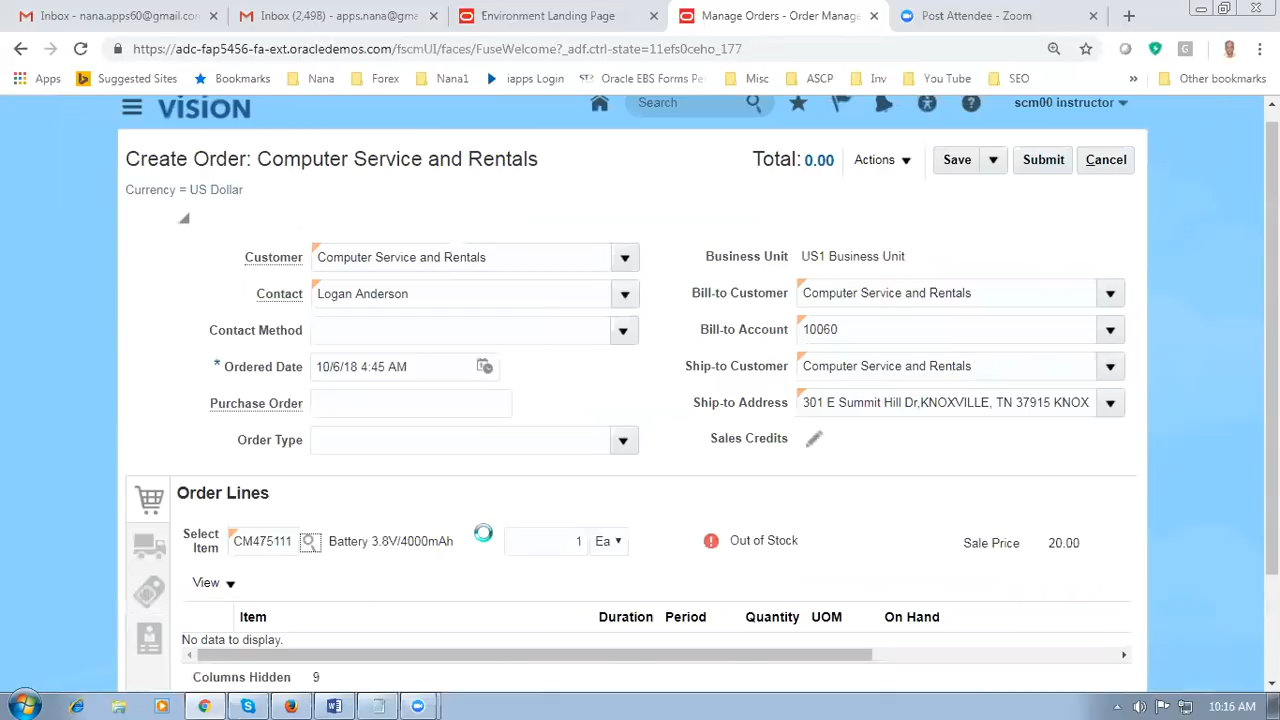 Inbox - nana.apps60@gmail.com
Inbox (2,498) - apps.nana@gm
Environment Landing Page
Manage Orders - Order Manage
Post Attendee - Zoom
https://adc-fap5456-fa-ext.oracledemos.com/fscmUI/faces/FuseWelcome?_adf.ctrl-state=11efs0ceho_177
Apps Suggested Sites Bookmarks Nana Forex Nana1 iapps Login Oracle EBS Forms Pe Misc ASCP Inv You Tube SEO » Other bookmarks
VISION Search scm00 instructor
Create Order: Computer Service and Rentals Total: 0.00 Actions Save Submit Cancel
Currency = US Dollar
Customer Computer Service and Rentals Business Unit US1 Business Unit
Contact Logan Anderson Bill-to Customer Computer Service and Rentals
Contact Method Bill-to Account 10060
* Ordered Date 10/6/18 4:45 AM Ship-to Customer Computer Service and Rentals
Purchase Order Ship-to Address 301 E Summit Hill Dr,KNOXVILLE, TN 37915 KNOX
Order Type Sales Credits
Order Lines
Select Item CM475111 Battery 3.8V/4000mAh 1 Ea Out of Stock Sale Price 20.00
View
Item Duration Period Quantity UOM On Hand
No data to display.
Columns Hidden 9
10:16 AM